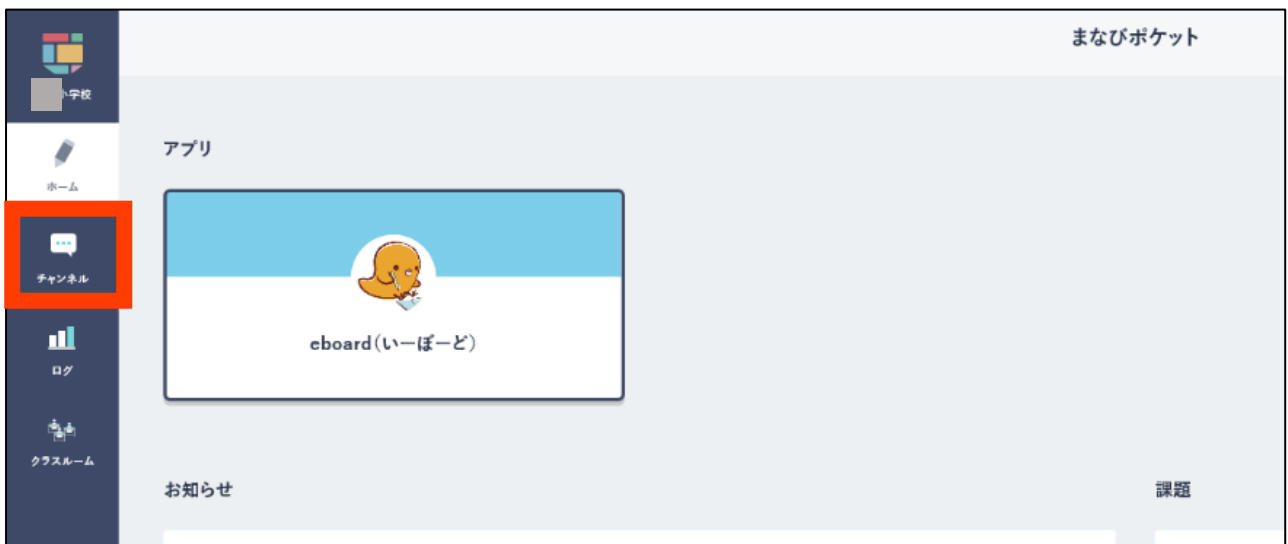 まなびポケット
小学校
ホーム
チャンネル
ログ
クラスルーム
アプリ
eboard(いーぼーど)
お知らせ
課題